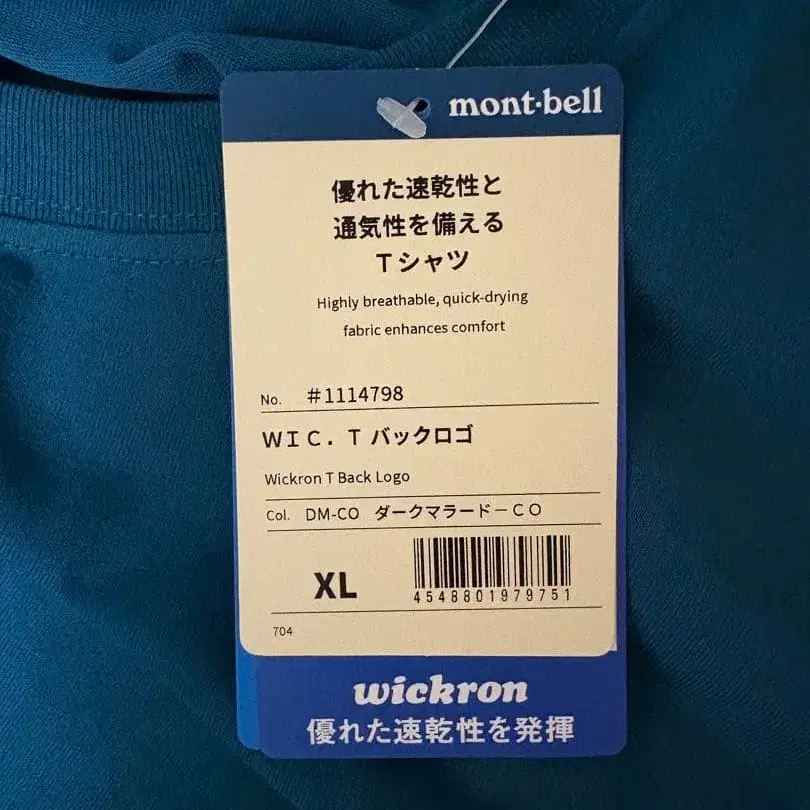 mont·bell
優れた速乾性と
通気性を備える
Tシャツ
Highly breathable, quick-drying
fabric enhances comfort
No. #1114798
WIC. T バックロゴ
Wickron T Back Logo
Col. DM-CO ダークマラード－CO
XL
4548801979751
704
wickron
優れた速乾性を発揮